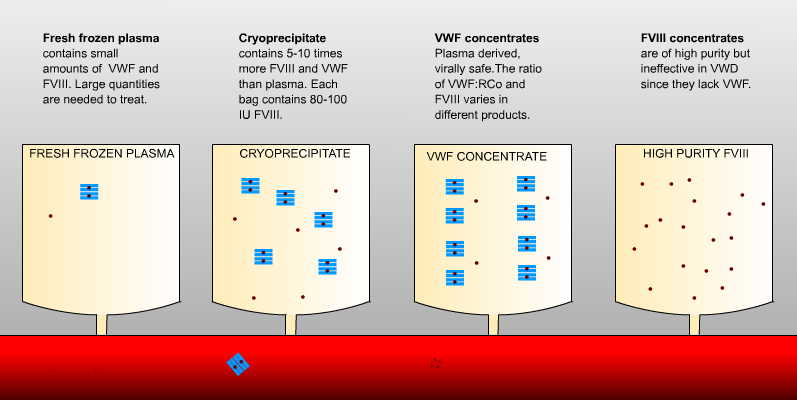 Fresh frozen plasma
contains small
amounts of VWF and
FVIII. Large quantities
are needed to treat.
Cryoprecipitate
contains 5-10 times
more FVIII and VWF
than plasma. Each
bag contains 80-100
IU FVIII.
VWF concentrates
Plasma derived,
virally safe.The ratio
of VWF:RCo and
FVIII varies in
different products.
FVIII concentrates
are of high purity but
ineffective in VWD
since they lack VWF.
FRESH FROZEN PLASMA
CRYOPRECIPITATE
VWF CONCENTRATE
HIGH PURITY FVIII